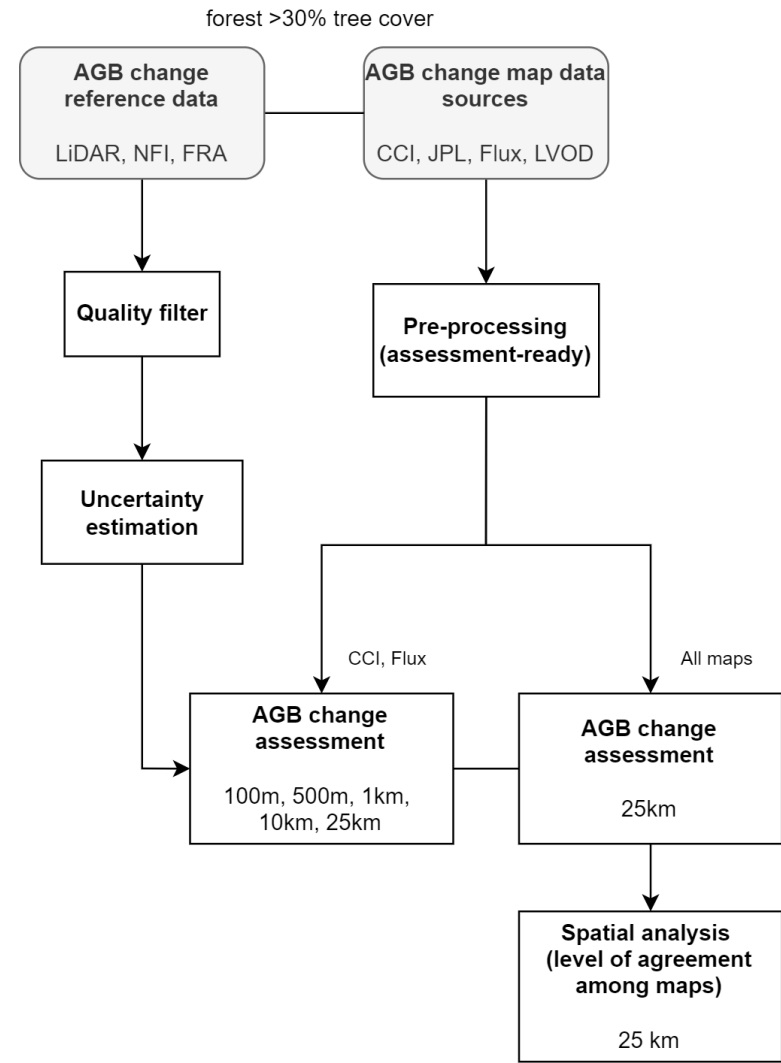 forest >30% tree cover
AGB change
reference data
LiDAR, NFI, FRA
AGB change map data
sources
CCI, JPL, Flux, LVOD
Quality filter
Pre-processing
(assessment-ready)
Uncertainty
estimation
CCI, Flux
All maps
AGB change
assessment
100m, 500m, 1km,
10km, 25km
AGB change
assessment
25km
Spatial analysis
(level of agreement
among maps)
25 km